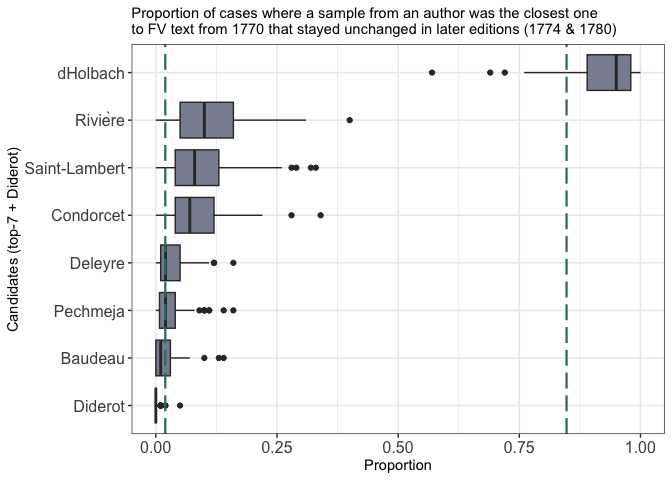 Proportion of cases where a sample from an author was the closest one
to FV text from 1770 that stayed unchanged in later editions (1774 & 1780)
Candidates (top-7 + Diderot)
dHolbach
Rivière
Saint-Lambert
Condorcet
Deleyre
Pechmeja
Baudeau
Diderot
0.00 0.25 0.50 0.75 1.00
Proportion